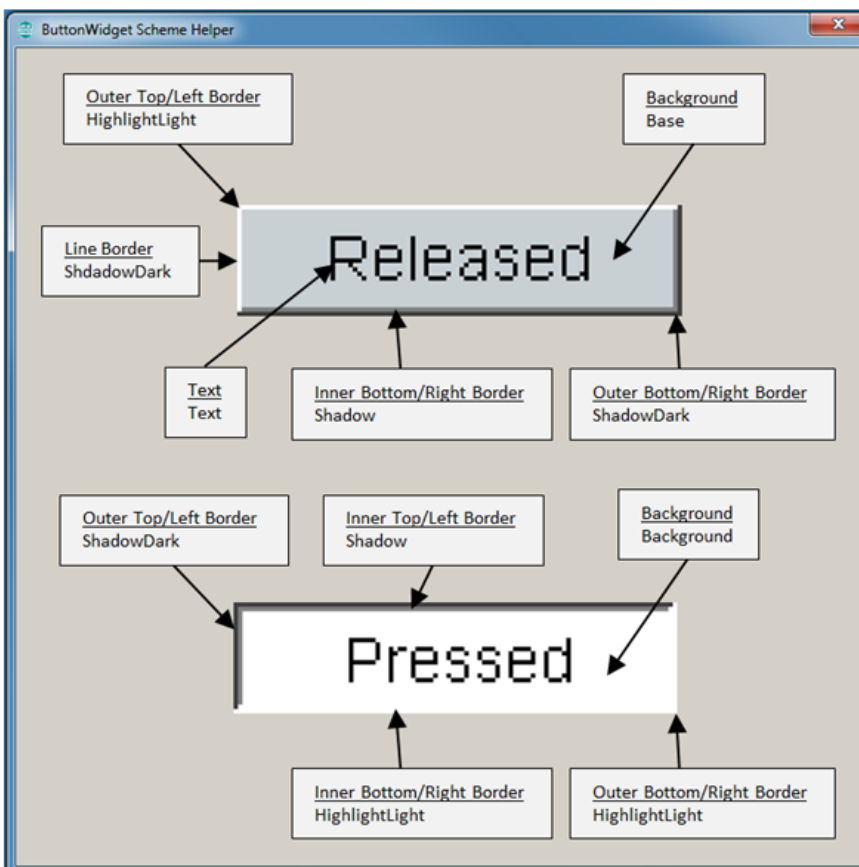 ButtonWidget Scheme Helper
Outer Top/Left Border
HighlightLight
Background
Base
Line Border
ShdadowDark
Released
Text
Text
Inner Bottom/Right Border
Shadow
Outer Bottom/Right Border
ShadowDark
Outer Top/Left Border
ShadowDark
Inner Top/Left Border
Shadow
Background
Background
Pressed
Inner Bottom/Right Border
HighlightLight
Outer Bottom/Right Border
HighlightLight